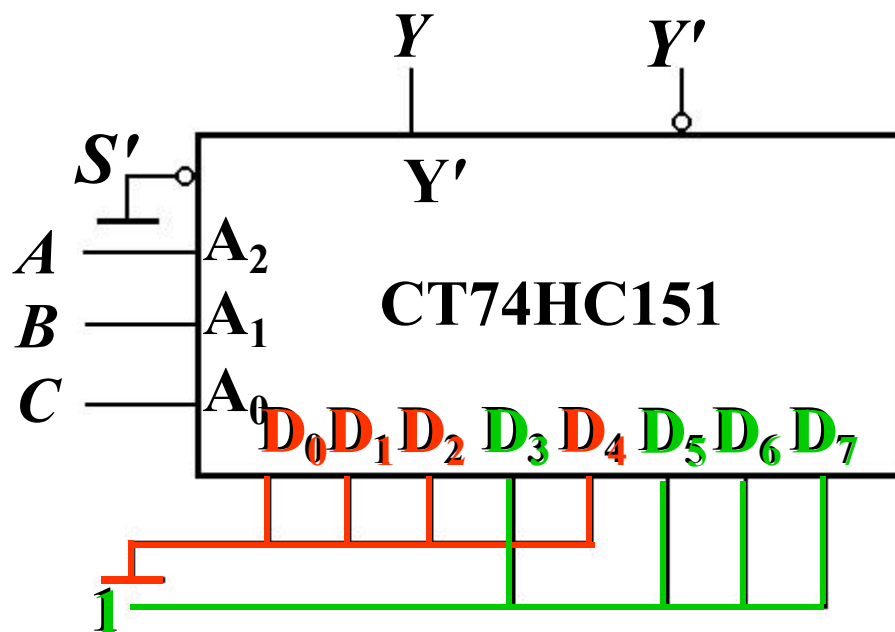 Y Y'
S' Y'
A A₂
CT74HC151
B A₁
C A₀
D₀ D₁ D₂ D₃ D₄ D₅ D₆ D₇
1